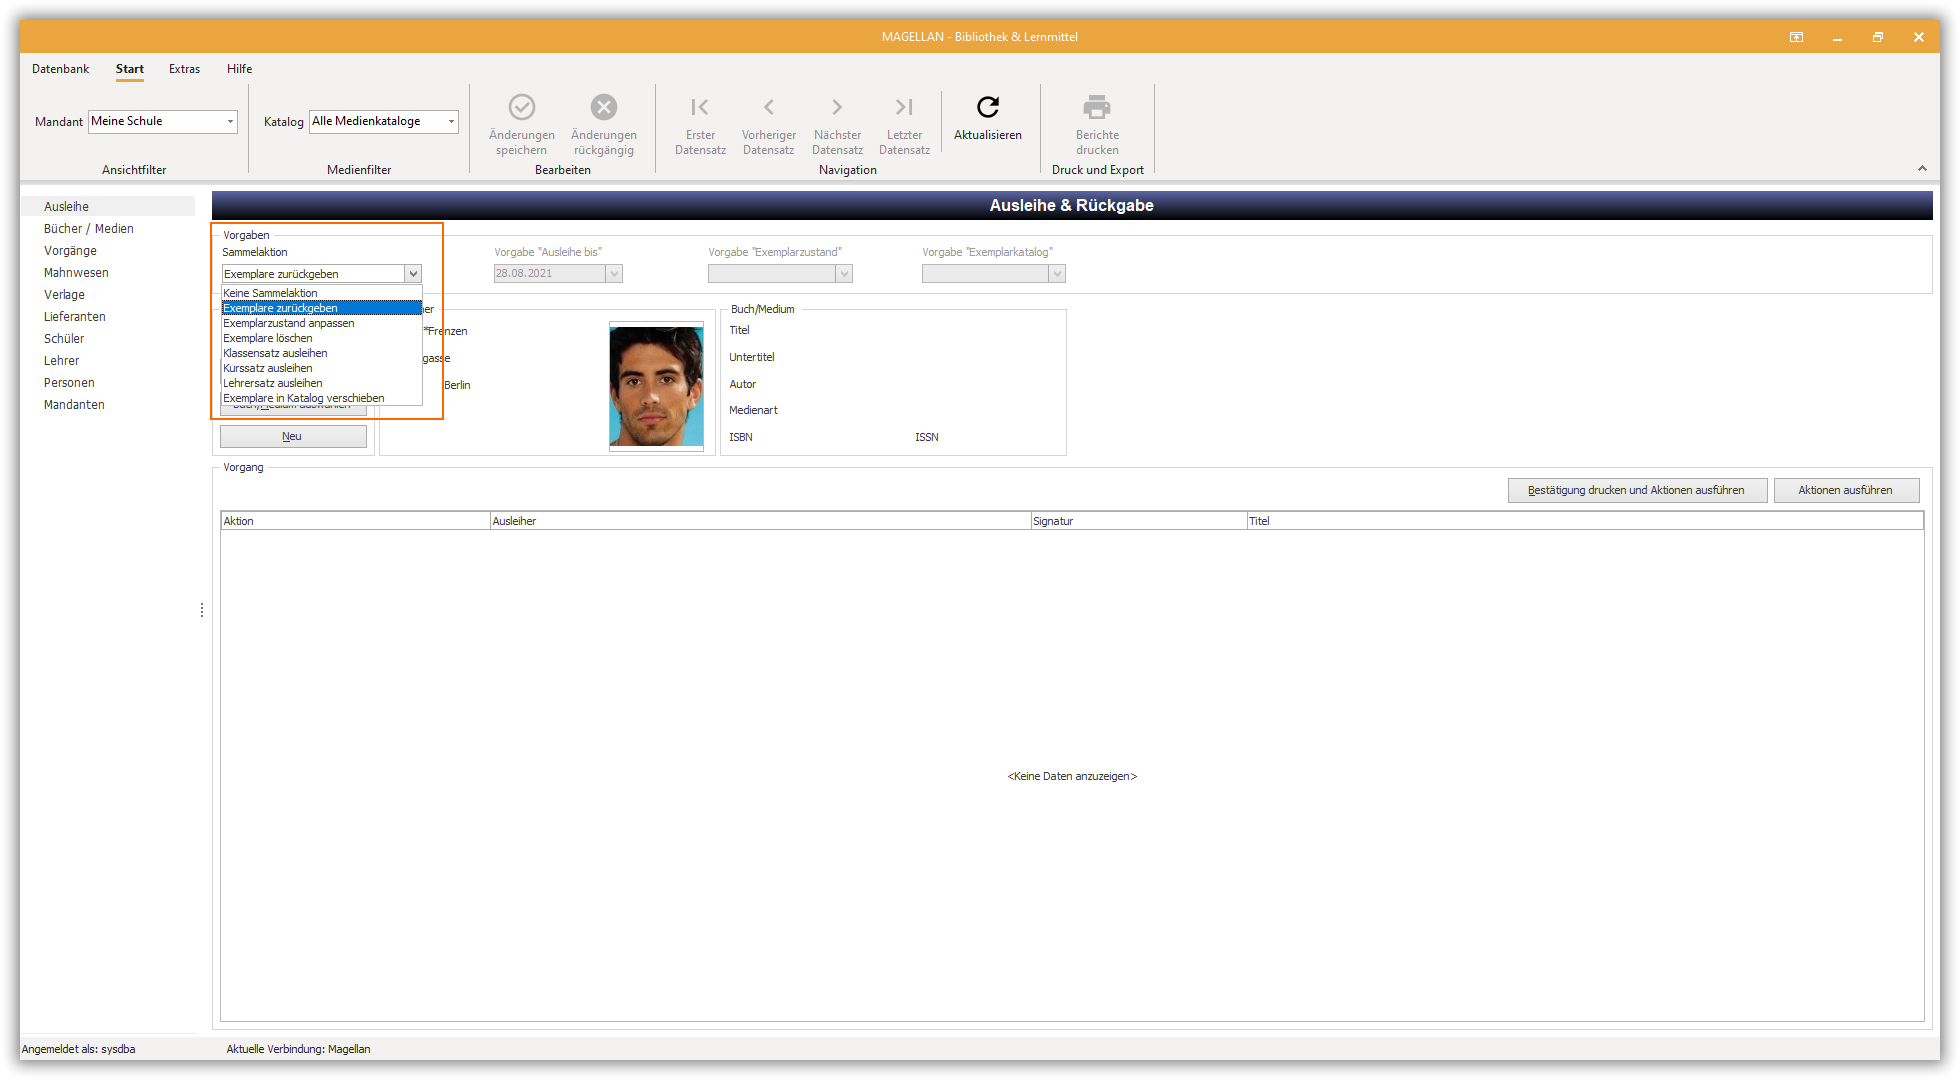 MAGELLAN - Bibliothek & Lernmittel
Datenbank Start Extras Hilfe
Mandant Meine Schule
Ansichtfilter
Katalog Alle Medienkataloge
Medienfilter
Änderungen speichern
Änderungen rückgängig
Bearbeiten
Erster Datensatz
Vorheriger Datensatz
Nächster Datensatz
Letzter Datensatz
Navigation
Aktualisieren
Berichte drucken
Druck und Export
Ausleihe
Bücher / Medien
Vorgänge
Mahnwesen
Verlage
Lieferanten
Schüler
Lehrer
Personen
Mandanten
Ausleihe & Rückgabe
Vorgaben
Sammelaktion
Exemplare zurückgeben
Keine Sammelaktion
Exemplare zurückgeben
Exemplarzustand anpassen
Exemplare löschen
Klassensatz ausleihen
Kurssatz ausleihen
Lehrersatz ausleihen
Exemplare in Katalog verschieben
Vorgabe "Ausleihe bis"
28.08.2021
Vorgabe "Exemplarzustand"
Vorgabe "Exemplarkatalog"
Neu
*Frenzen
gasse
Berlin
Buch/Medium
Titel
Untertitel
Autor
Medienart
ISBN ISSN
Vorgang
Bestätigung drucken und Aktionen ausführen
Aktionen ausführen
Aktion Ausleiher Signatur Titel
<Keine Daten anzuzeigen>
Angemeldet als: sysdba
Aktuelle Verbindung: Magellan